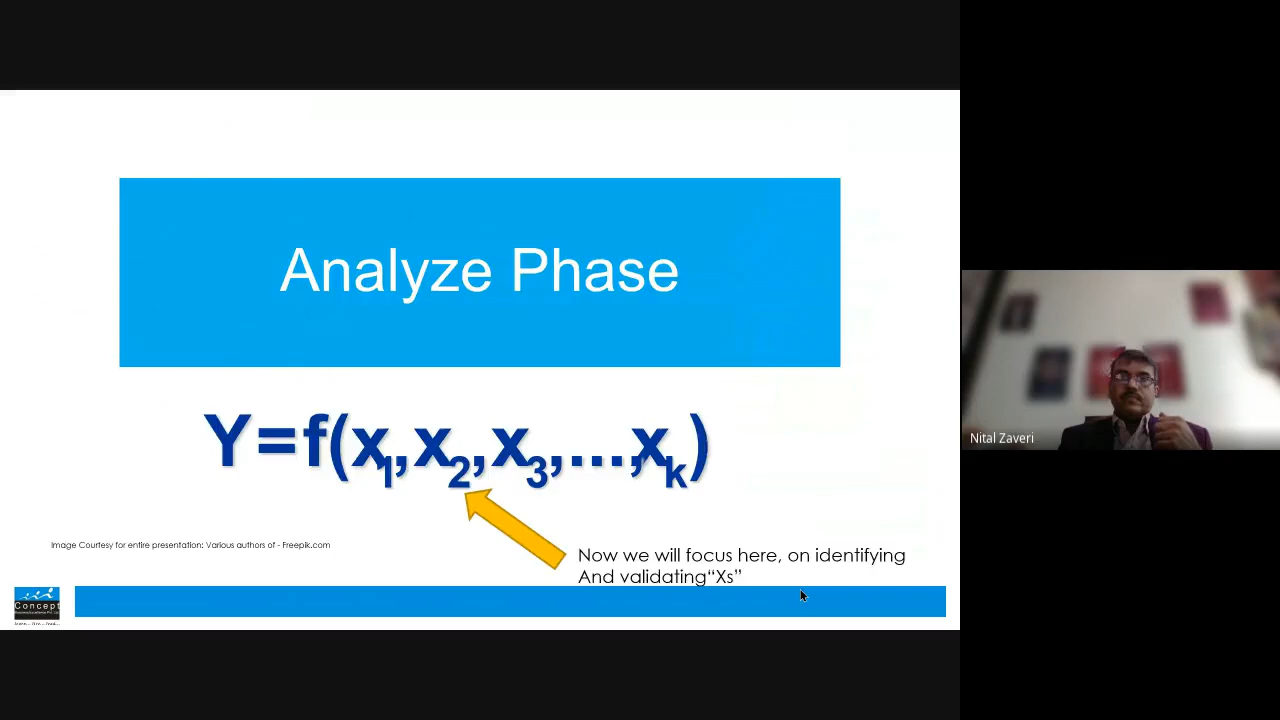 Analyze Phase
Y=f(x1,x2,x3,...,xk)
Now we will focus here, on identifying
And validating“Xs”
Image Courtesy for entire presentation: Various authors of - Freepik.com
Concept
Nital Zaveri